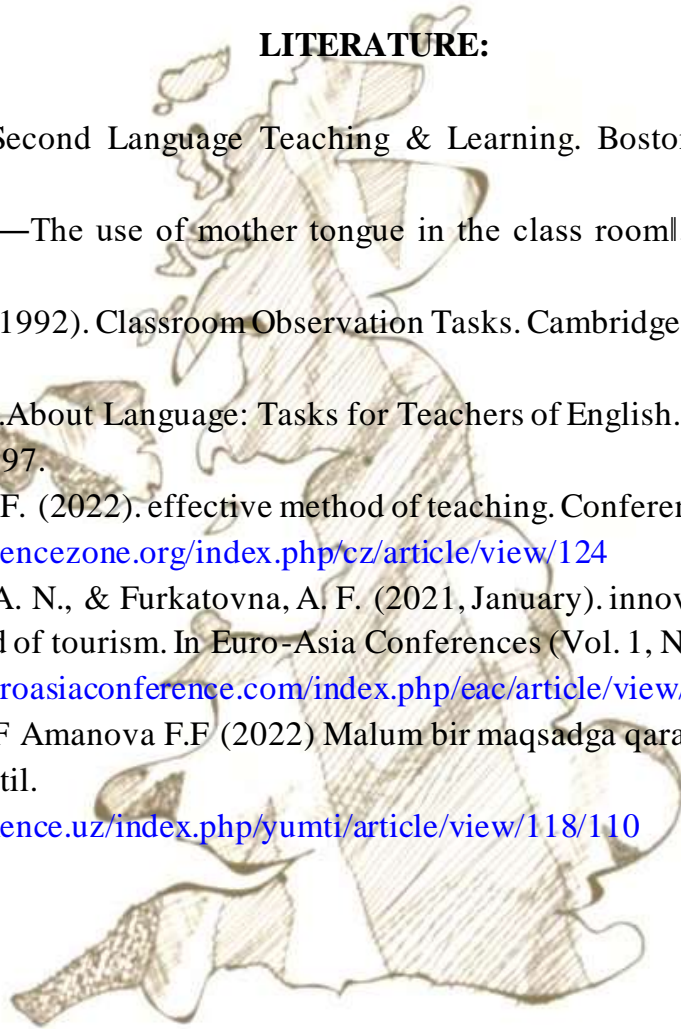 LITERATURE:
Second Language Teaching & Learning. Boston
―The use of mother tongue in the class room‖
1992). Classroom Observation Tasks. Cambridge
.About Language: Tasks for Teachers of English.
97.
F. (2022). effective method of teaching. Conferen
encezone.org/index.php/cz/article/view/124
A. N., & Furkatovna, A. F. (2021, January). innov
d of tourism. In Euro-Asia Conferences (Vol. 1, N
roasiaconference.com/index.php/eac/article/view/
F Amanova F.F (2022) Malum bir maqsadga qara
til.
ence.uz/index.php/yumti/article/view/118/110